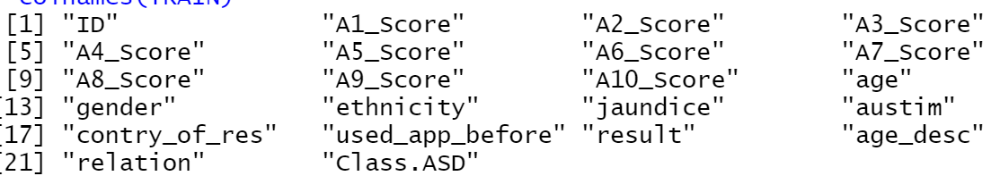 colnames(TRAIN)
[1] "ID" "A1_Score" "A2_Score" "A3_Score"
[5] "A4_Score" "A5_Score" "A6_Score" "A7_Score"
[9] "A8_Score" "A9_Score" "A10_Score" "age"
[13] "gender" "ethnicity" "jaundice" "austim"
[17] "contry_of_res" "used_app_before" "result" "age_desc"
[21] "relation" "Class.ASD"